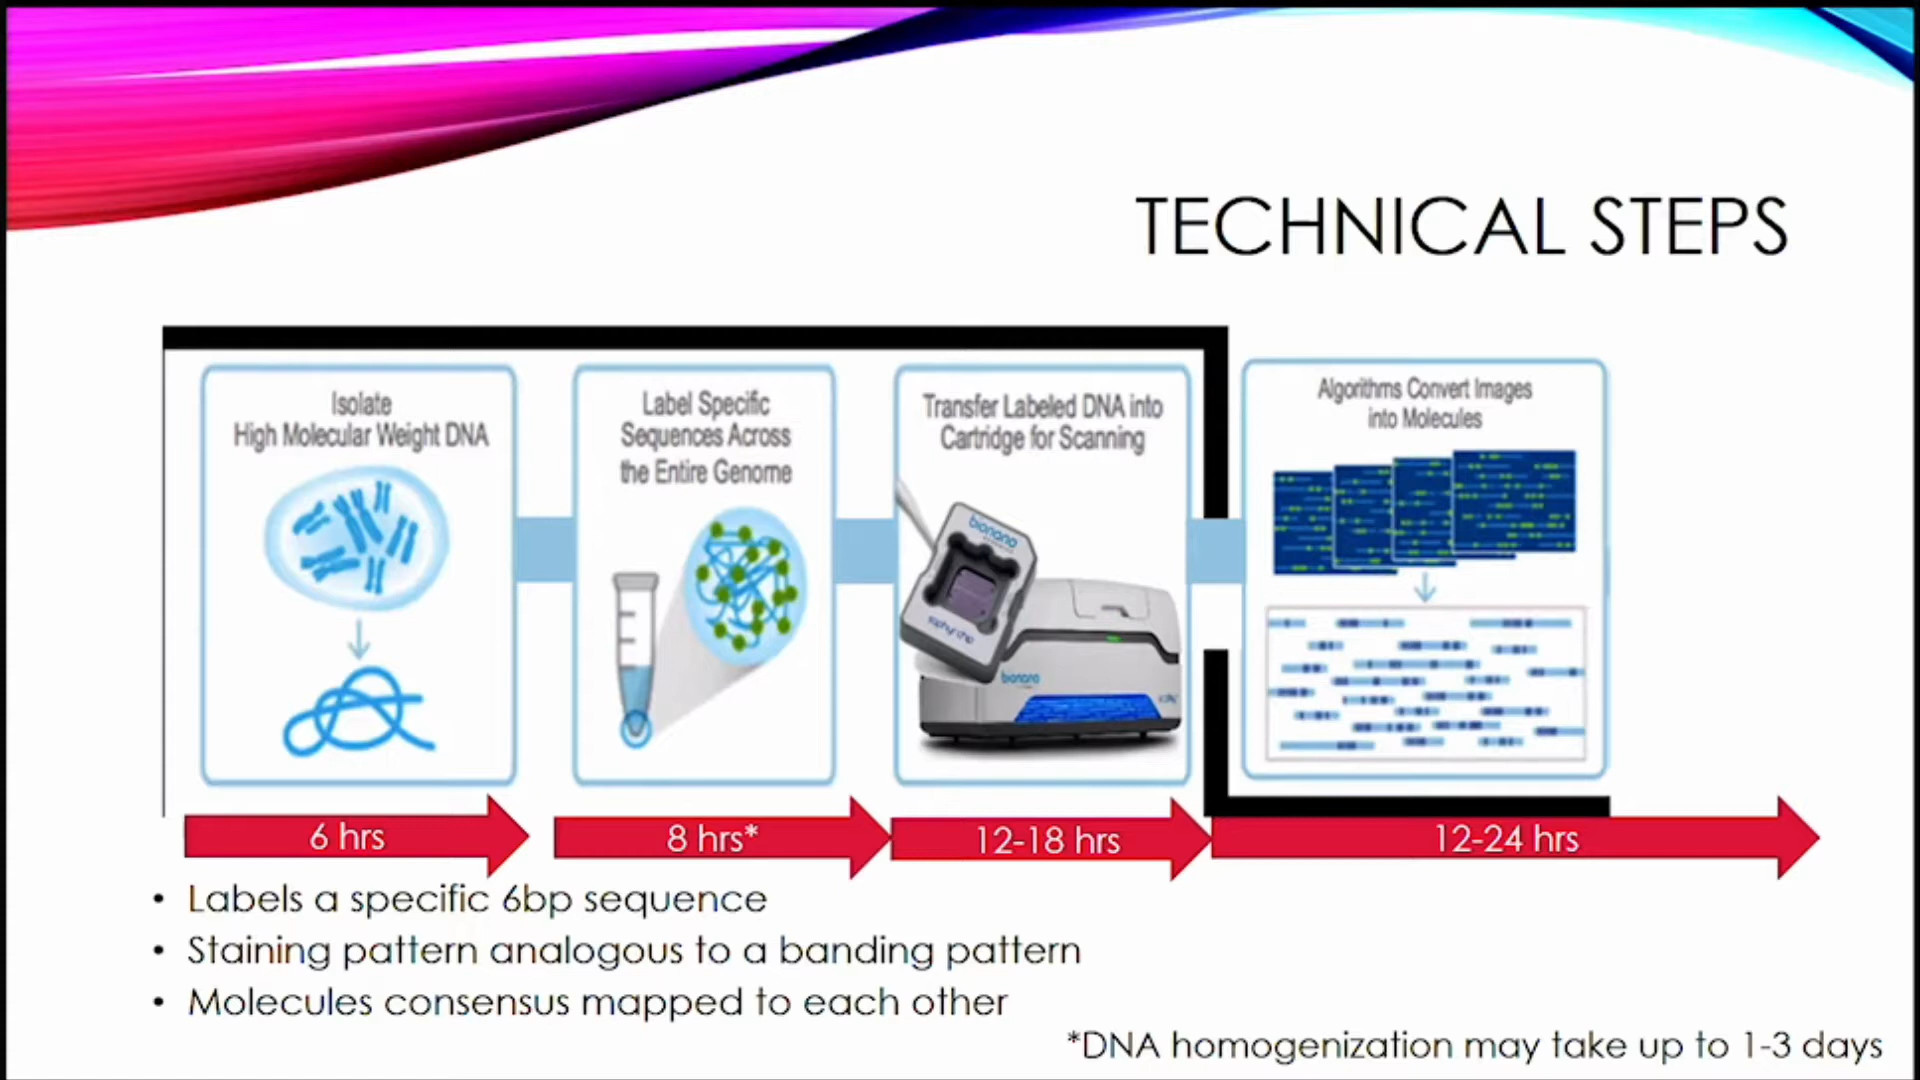 TECHNICAL STEPS
Isolate
High Molecular Weight DNA
Label Specific
Sequences Across
the Entire Genome
Transfer Labeled DNA into
Cartridge for Scanning
bionano
saphyr chip
bionano
Algorithms Convert Images
into Molecules
6 hrs
8 hrs*
12-18 hrs
12-24 hrs
• Labels a specific 6bp sequence
• Staining pattern analogous to a banding pattern
• Molecules consensus mapped to each other
*DNA homogenization may take up to 1-3 days